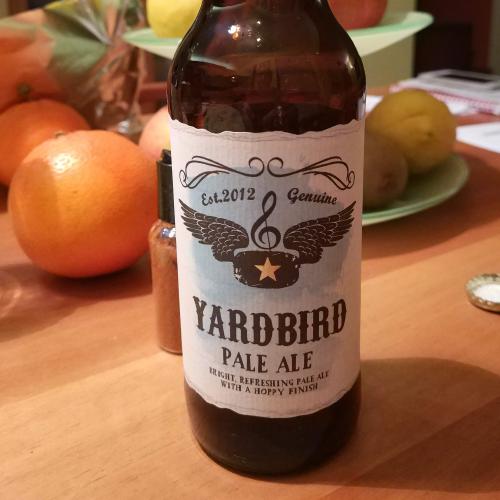 Est.2012 Genuine
YARDBIRD
PALE ALE
BRIGHT, REFRESHING PALE ALE
WITH A HOPPY FINISH